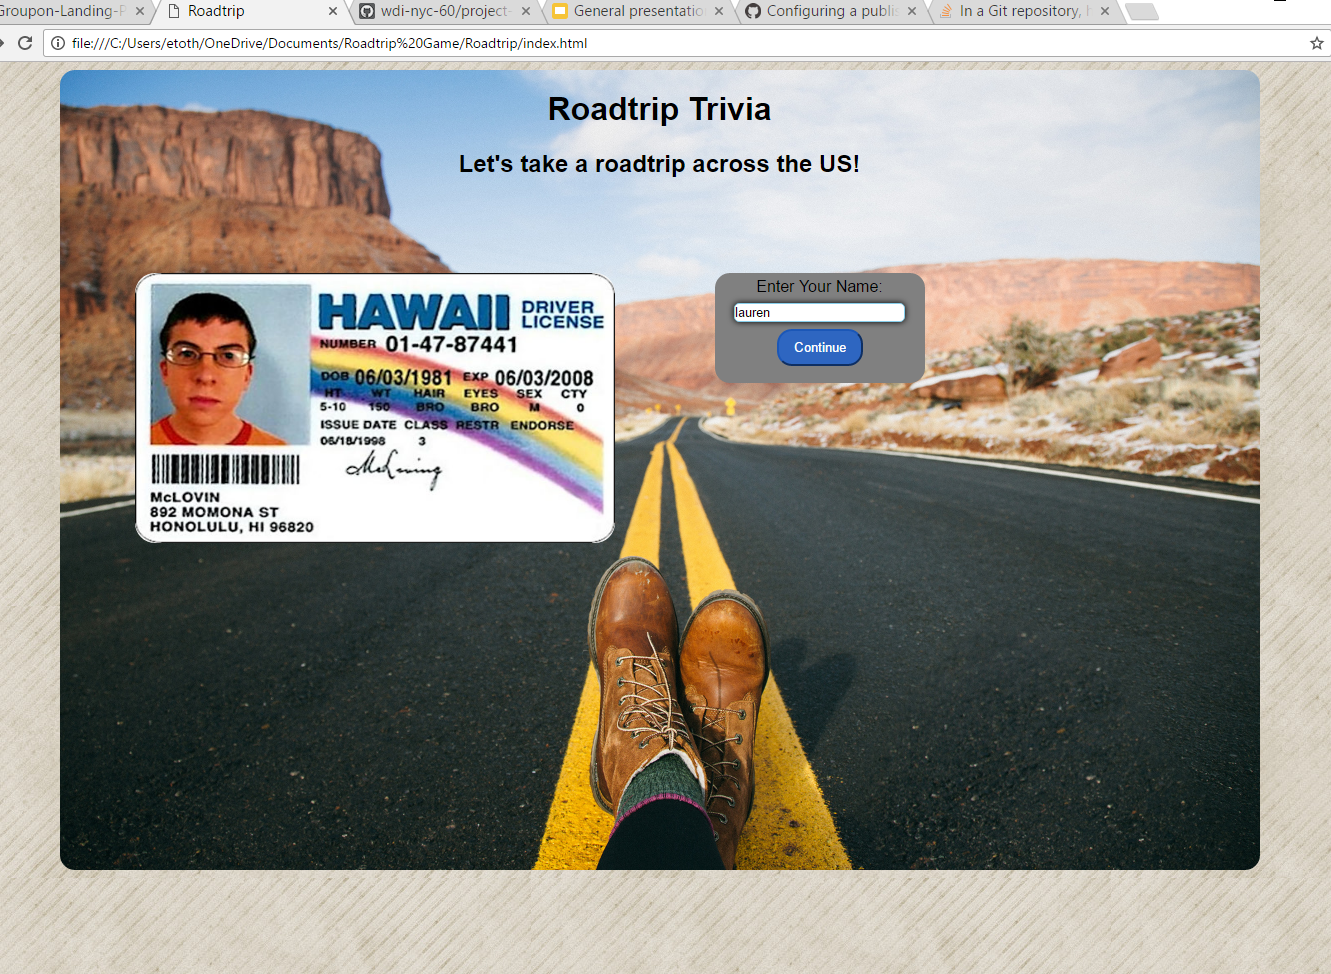 Groupon-Landing-P
Roadtrip
wdi-nyc-60/project-
General presentatio
Configuring a publis
In a Git repository, h
file:///C:/Users/etoth/OneDrive/Documents/Roadtrip%20Game/Roadtrip/index.html
Roadtrip Trivia
Let's take a roadtrip across the US!
HAWAII DRIVER
LICENSE
NUMBER 01-47-87441
DOB 06/03/1981 EXP 06/03/2008
HT WT HAIR EYES SEX CTY
5-10 150 BRO BRO M 0
ISSUE DATE CLASS RESTR ENDORSE
06/18/1998 3
McLoving
McLOVIN
892 MOMONA ST
HONOLULU, HI 96820
Enter Your Name:
lauren
Continue